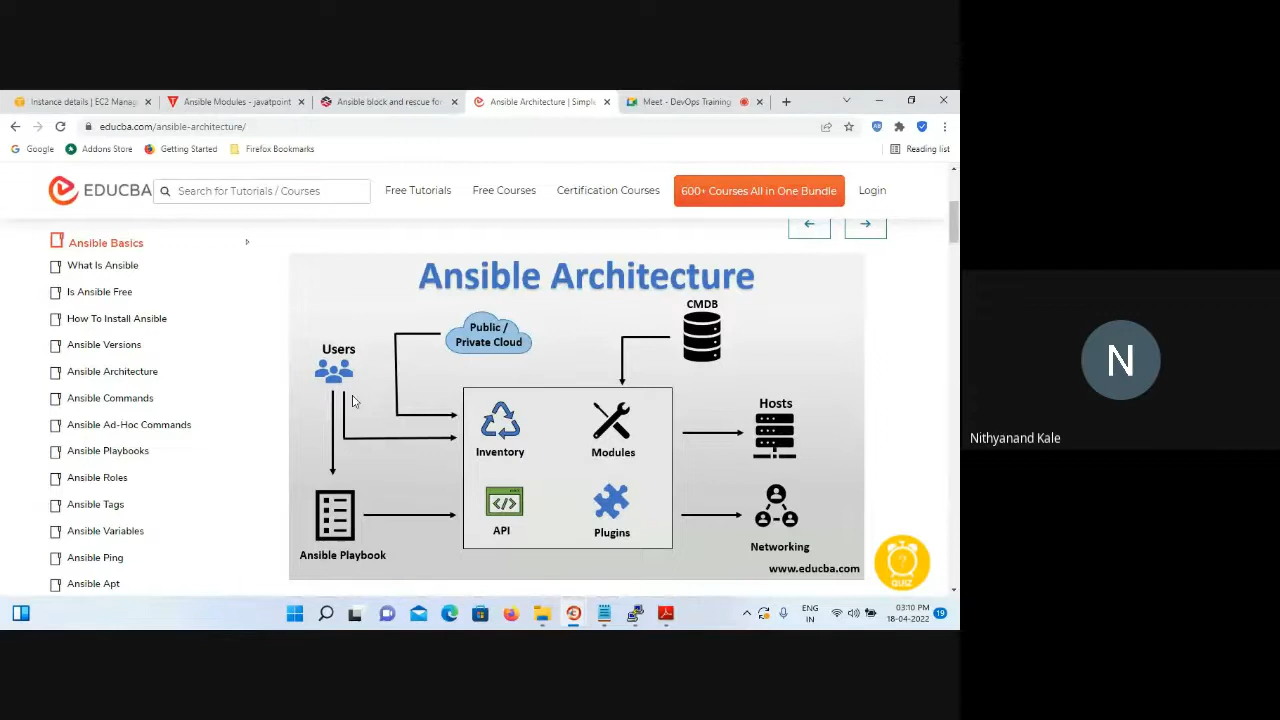 Instance details | EC2 Manag
Ansible Modules - javatpoint
Ansible block and rescue for
Ansible Architecture | Simple
Meet - DevOps Training
educba.com/ansible-architecture/
Google
Addons Store
Getting Started
Firefox Bookmarks
Reading list
EDUCBA
Search for Tutorials / Courses
Free Tutorials
Free Courses
Certification Courses
600+ Courses All in One Bundle
Login
Ansible Basics
What Is Ansible
Is Ansible Free
How To Install Ansible
Ansible Versions
Ansible Architecture
Ansible Commands
Ansible Ad-Hoc Commands
Ansible Playbooks
Ansible Roles
Ansible Tags
Ansible Variables
Ansible Ping
Ansible Apt
Ansible Architecture
CMDB
Public /
Private Cloud
Users
Hosts
Inventory
Modules
API
Plugins
Networking
Ansible Playbook
www.educba.com
?
QUIZ
ENG
IN
03:10 PM
18-04-2022
19
N
Nithyanand Kale